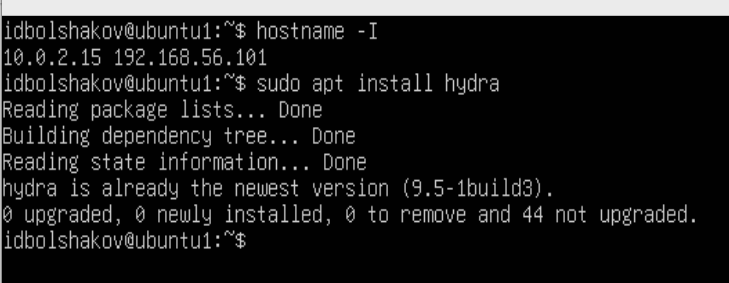 idbolshakov@ubuntu1:~$ hostname -I
10.0.2.15 192.168.56.101
idbolshakov@ubuntu1:~$ sudo apt install hydra
Reading package lists... Done
Building dependency tree... Done
Reading state information... Done
hydra is already the newest version (9.5-1build3).
0 upgraded, 0 newly installed, 0 to remove and 44 not upgraded.
idbolshakov@ubuntu1:~$